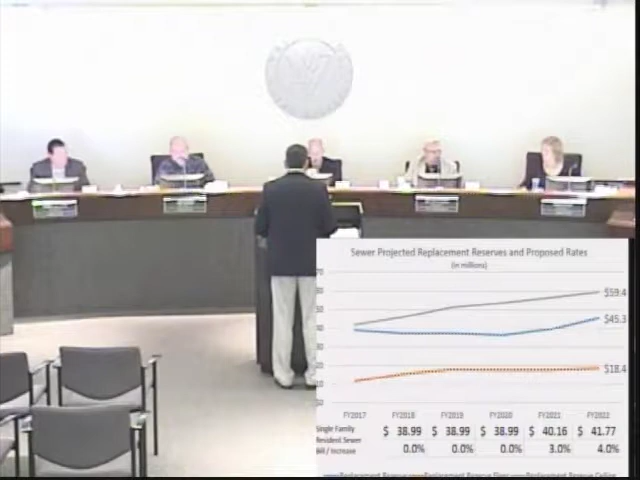 Sewer Projected Replacement Reserves and Proposed Rates
(in millions)
$59.4
$45.3
$18.4
FY2017 FY2018 FY2019 FY2020 FY2021 FY2022
Single Family $ 38.99 $ 38.99 $ 38.99 $ 40.16 $ 41.77
Resident Sewer
Bill / Increase 0.0% 0.0% 0.0% 3.0% 4.0%